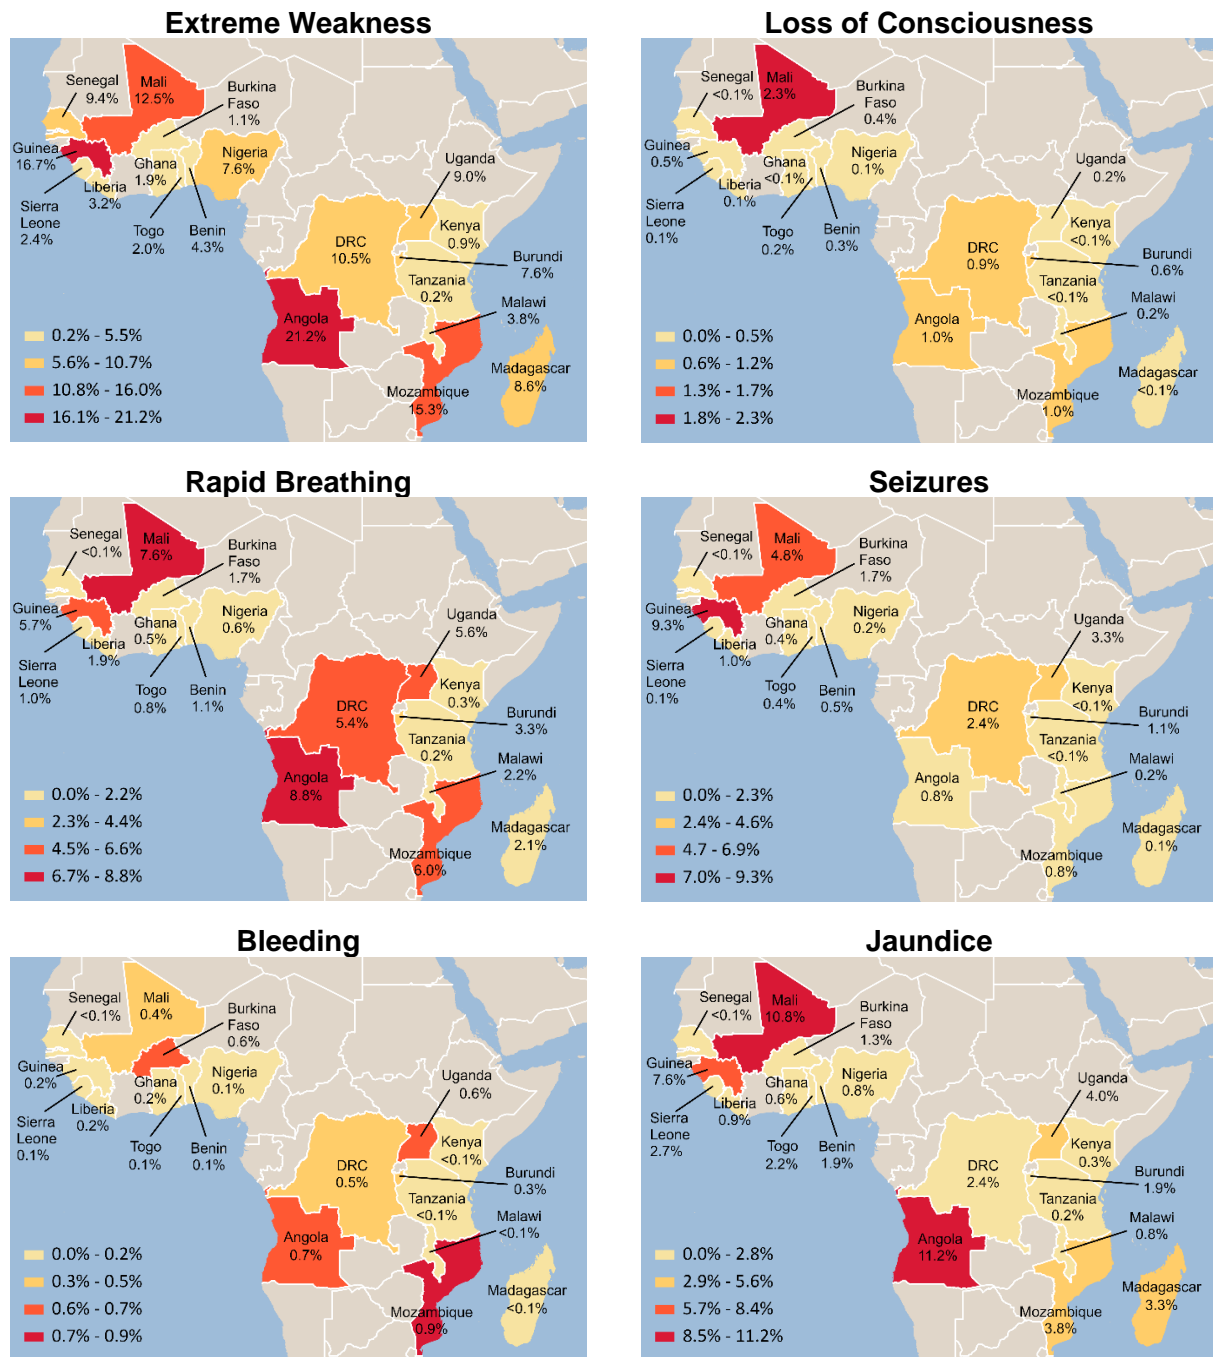 Extreme Weakness
Senegal
9.4%
Mali
12.5%
Burkina
Faso
1.1%
Guinea
16.7%
Ghana
1.9%
Nigeria
7.6%
Liberia
3.2%
Sierra
Leone
2.4%
Togo
2.0%
Benin
4.3%
Uganda
9.0%
Kenya
0.9%
DRC
10.5%
Burundi
7.6%
Tanzania
0.2%
Malawi
3.8%
Angola
21.2%
Madagascar
8.6%
Mozambique
15.3%
0.2% - 5.5%
5.6% - 10.7%
10.8% - 16.0%
16.1% - 21.2%
Loss of Consciousness
Senegal
<0.1%
Mali
2.3%
Burkina
Faso
0.4%
Guinea
0.5%
Ghana
<0.1%
Nigeria
0.1%
Liberia
0.1%
Sierra
Leone
0.1%
Togo
0.2%
Benin
0.3%
Uganda
0.2%
Kenya
<0.1%
DRC
0.9%
Burundi
0.6%
Tanzania
<0.1%
Malawi
0.2%
Angola
1.0%
Madagascar
<0.1%
Mozambique
1.0%
0.0% - 0.5%
0.6% - 1.2%
1.3% - 1.7%
1.8% - 2.3%
Rapid Breathing
Senegal
<0.1%
Mali
7.6%
Burkina
Faso
1.7%
Guinea
5.7%
Ghana
0.5%
Nigeria
0.6%
Liberia
1.9%
Sierra
Leone
1.0%
Togo
0.8%
Benin
1.1%
Uganda
5.6%
Kenya
0.3%
DRC
5.4%
Burundi
3.3%
Tanzania
0.2%
Malawi
2.2%
Angola
8.8%
Madagascar
2.1%
Mozambique
6.0%
0.0% - 2.2%
2.3% - 4.4%
4.5% - 6.6%
6.7% - 8.8%
Seizures
Senegal
<0.1%
Mali
4.8%
Burkina
Faso
1.7%
Guinea
9.3%
Ghana
0.4%
Nigeria
0.2%
Liberia
1.0%
Sierra
Leone
0.1%
Togo
0.4%
Benin
0.5%
Uganda
3.3%
Kenya
<0.1%
DRC
2.4%
Burundi
1.1%
Tanzania
<0.1%
Malawi
0.2%
Angola
0.8%
Madagascar
0.1%
Mozambique
0.8%
0.0% - 2.3%
2.4% - 4.6%
4.7 - 6.9%
7.0% - 9.3%
Bleeding
Senegal
<0.1%
Mali
0.4%
Burkina
Faso
0.6%
Guinea
0.2%
Ghana
0.2%
Nigeria
0.1%
Liberia
0.2%
Sierra
Leone
0.1%
Togo
0.1%
Benin
0.1%
Uganda
0.6%
Kenya
<0.1%
DRC
0.5%
Burundi
0.3%
Tanzania
<0.1%
Malawi
<0.1%
Angola
0.7%
Madagascar
<0.1%
Mozambique
0.9%
0.0% - 0.2%
0.3% - 0.5%
0.6% - 0.7%
0.7% - 0.9%
Jaundice
Senegal
<0.1%
Mali
10.8%
Burkina
Faso
1.3%
Guinea
7.6%
Ghana
0.6%
Nigeria
0.8%
Liberia
0.9%
Sierra
Leone
2.7%
Togo
2.2%
Benin
1.9%
Uganda
4.0%
Kenya
0.3%
DRC
2.4%
Burundi
1.9%
Tanzania
0.2%
Malawi
0.8%
Angola
11.2%
Madagascar
3.3%
Mozambique
3.8%
0.0% - 2.8%
2.9% - 5.6%
5.7% - 8.4%
8.5% - 11.2%